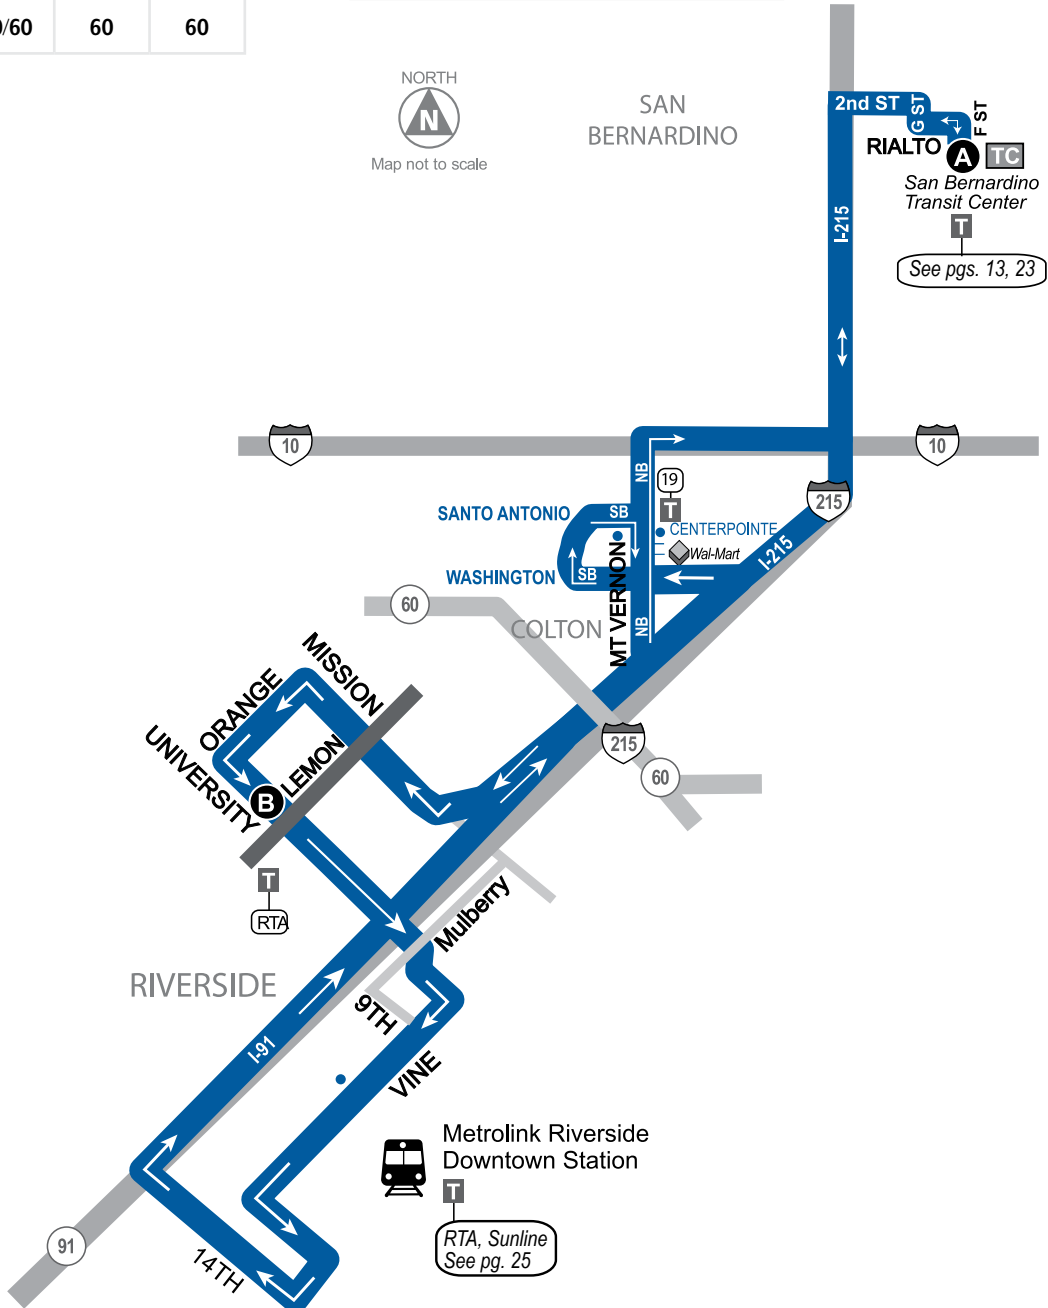 /60
60
60
NORTH
N
Map not to scale
SAN
BERNARDINO
2nd ST
G ST
F ST
RIALTO
A
TC
San Bernardino
Transit Center
T
See pgs. 13, 23
I-215
10
10
NB
19
T
215
SANTO ANTONIO
SB
CENTERPOINTE
Wal-Mart
I-215
WASHINGTON
SB
MT VERNON
NB
60
COLTON
MISSION
ORANGE
UNIVERSITY
LEMON
B
215
60
T
RTA
Mulberry
RIVERSIDE
9TH
I-91
VINE
Metrolink Riverside
Downtown Station
T
RTA, Sunline
See pg. 25
91
14TH